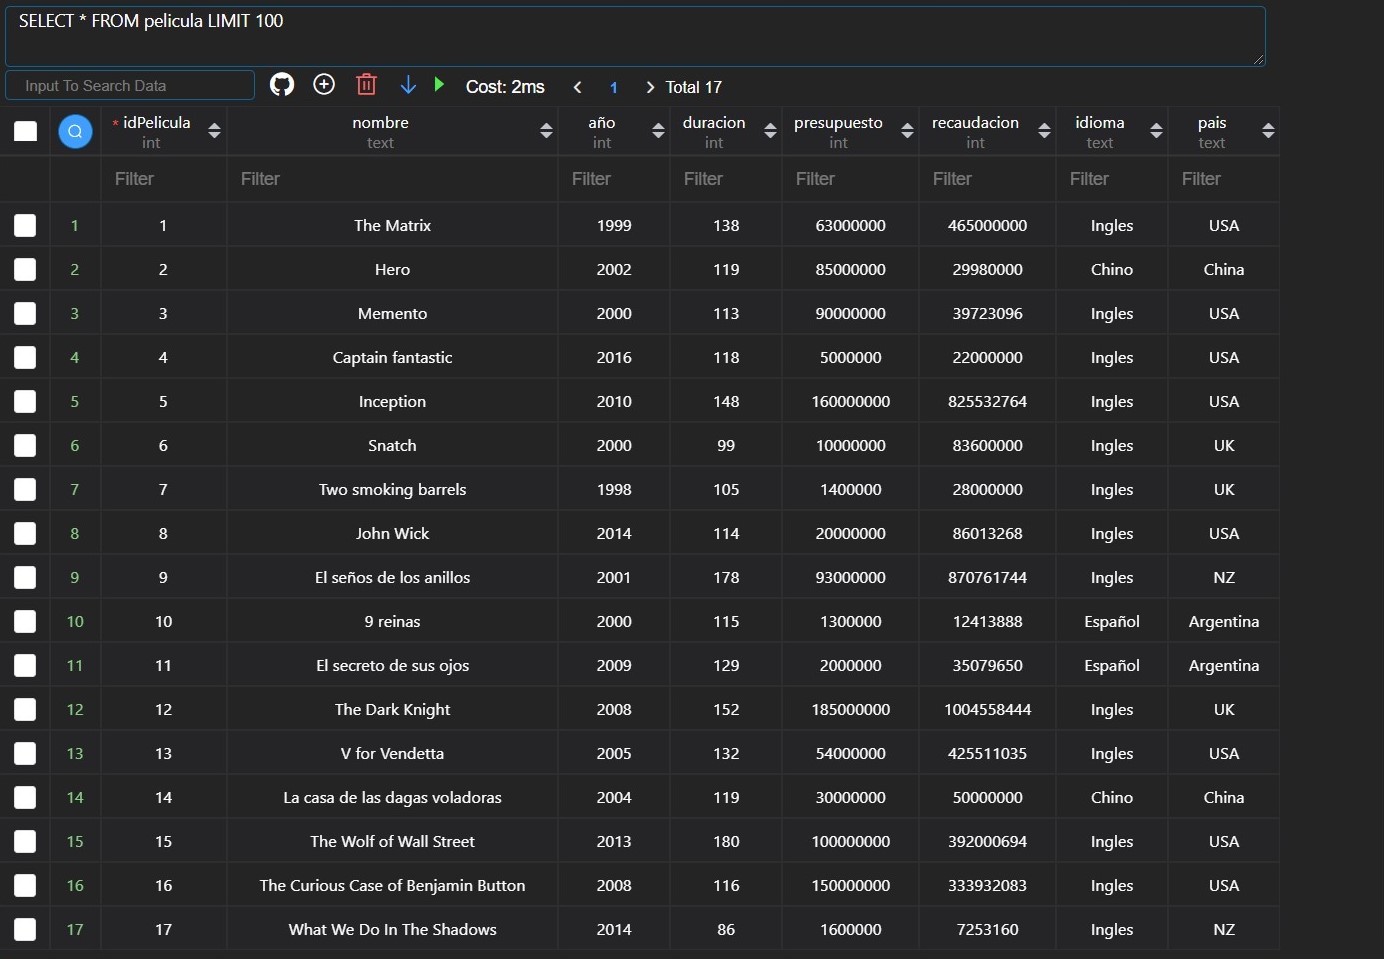 SELECT * FROM pelicula LIMIT 100
Input To Search Data Cost: 2ms 1 Total 17
* idPelicula nombre año duracion presupuesto recaudacion idioma pais
int text int int int int text text
Filter Filter Filter Filter Filter Filter Filter Filter
1 1 The Matrix 1999 138 63000000 465000000 Ingles USA
2 2 Hero 2002 119 85000000 29980000 Chino China
3 3 Memento 2000 113 90000000 39723096 Ingles USA
4 4 Captain fantastic 2016 118 5000000 22000000 Ingles USA
5 5 Inception 2010 148 160000000 825532764 Ingles USA
6 6 Snatch 2000 99 10000000 83600000 Ingles UK
7 7 Two smoking barrels 1998 105 1400000 28000000 Ingles UK
8 8 John Wick 2014 114 20000000 86013268 Ingles USA
9 9 El seños de los anillos 2001 178 93000000 870761744 Ingles NZ
10 10 9 reinas 2000 115 1300000 12413888 Español Argentina
11 11 El secreto de sus ojos 2009 129 2000000 35079650 Español Argentina
12 12 The Dark Knight 2008 152 185000000 1004558444 Ingles UK
13 13 V for Vendetta 2005 132 54000000 425511035 Ingles USA
14 14 La casa de las dagas voladoras 2004 119 30000000 50000000 Chino China
15 15 The Wolf of Wall Street 2013 180 100000000 392000694 Ingles USA
16 16 The Curious Case of Benjamin Button 2008 116 150000000 333932083 Ingles USA
17 17 What We Do In The Shadows 2014 86 1600000 7253160 Ingles NZ